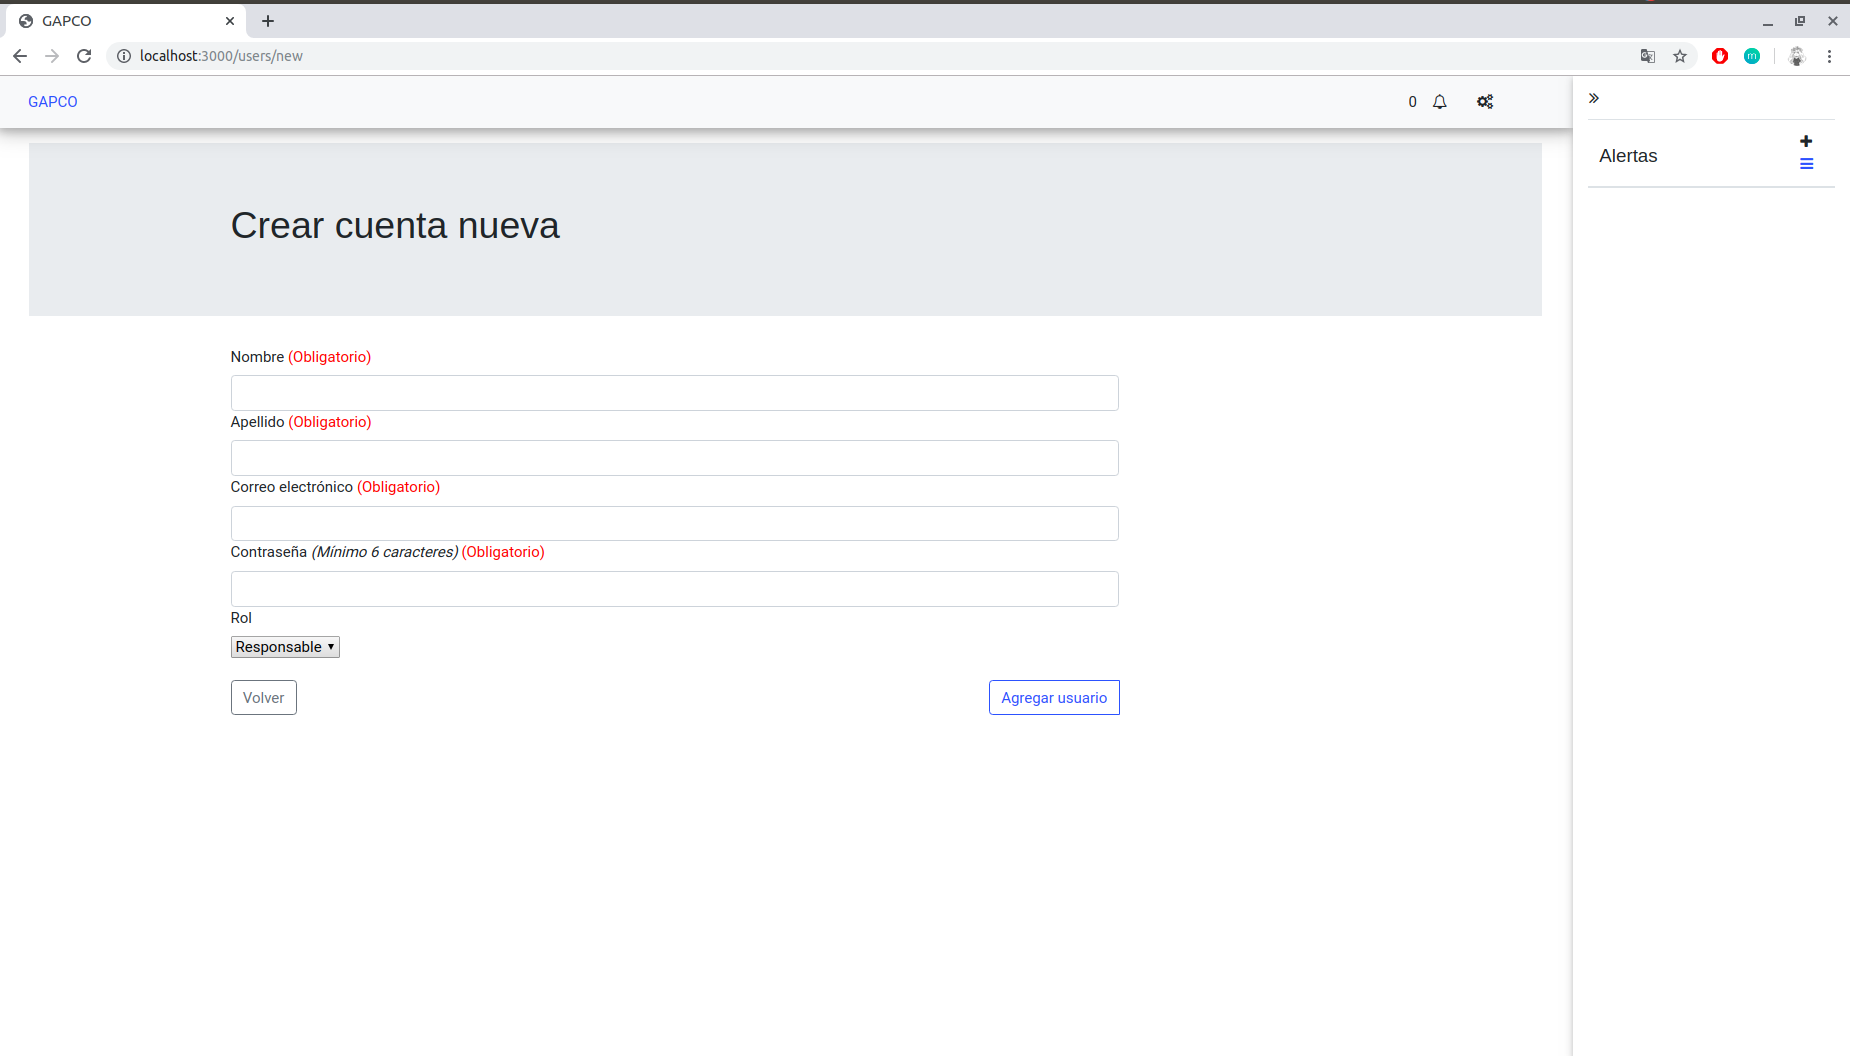 GAPCO
localhost:3000/users/new
GAPCO
0
Alertas
Crear cuenta nueva
Nombre (Obligatorio)
Apellido (Obligatorio)
Correo electrónico (Obligatorio)
Contraseña (Mínimo 6 caracteres) (Obligatorio)
Rol
Responsable
Volver
Agregar usuario